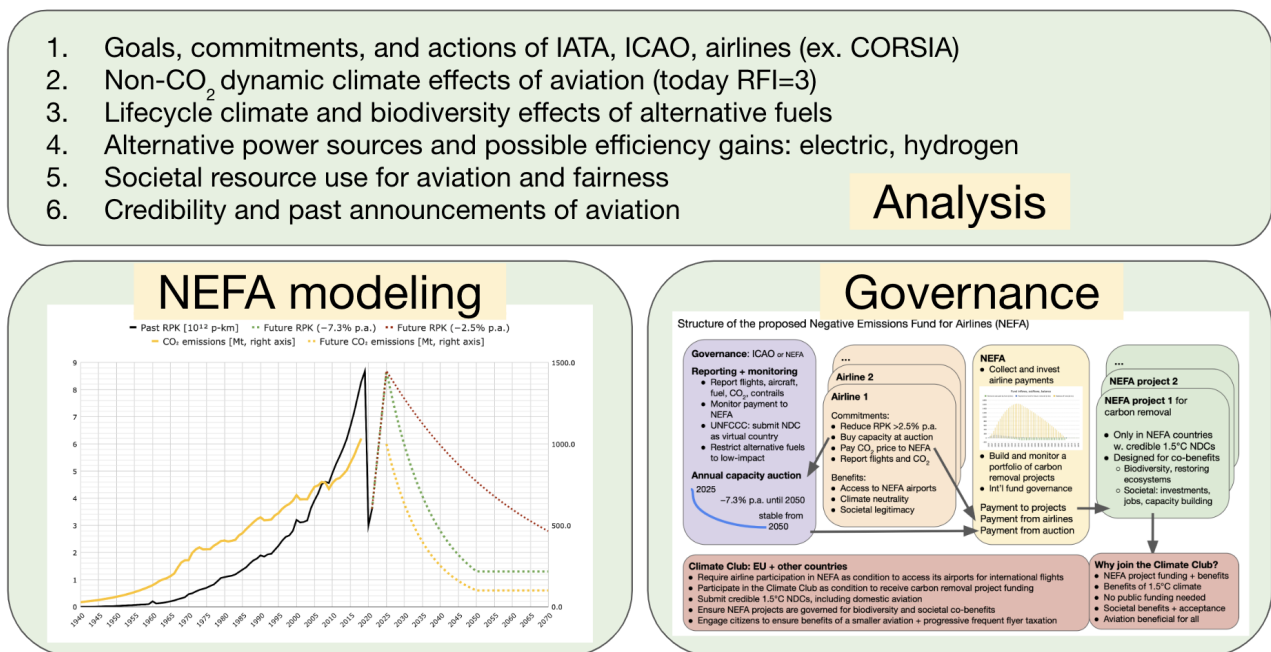 1. Goals, commitments, and actions of IATA, ICAO, airlines (ex. CORSIA)
2. Non-CO₂ dynamic climate effects of aviation (today RFI=3)
3. Lifecycle climate and biodiversity effects of alternative fuels
4. Alternative power sources and possible efficiency gains: electric, hydrogen
5. Societal resource use for aviation and fairness
6. Credibility and past announcements of aviation
Analysis
NEFA modeling
Past RPK [10¹² p-km]
Future RPK (−7.3% p.a.)
Future RPK (−2.5% p.a.)
CO₂ emissions [Mt, right axis]
Future CO₂ emissions [Mt, right axis]
9
8
7
6
5
4
3
2
1
0
1500.0
1000.0
500.0
0.0
1940
1945
1950
1955
1960
1965
1970
1975
1980
1985
1990
1995
2000
2005
2010
2015
2020
2025
2030
2035
2040
2045
2050
2055
2060
2065
2070
Governance
Structure of the proposed Negative Emissions Fund for Airlines (NEFA)
Governance: ICAO or NEFA
Reporting + monitoring
● Report flights, aircraft,
fuel, CO₂, contrails
● Monitor payment to
NEFA
● UNFCCC: submit NDC
as virtual country
● Restrict alternative fuels
to low-impact
Annual capacity auction
2025
−7.3% p.a. until 2050
stable from
2050
...
Airline 2
Airline 1
Commitments:
● Reduce RPK >2.5% p.a.
● Buy capacity at auction
● Pay CO₂ price to NEFA
● Report flights and CO₂
Benefits:
● Access to NEFA airports
● Climate neutrality
● Societal legitimacy
NEFA
● Collect and invest
airline payments
● Build and monitor a
portfolio of carbon
removal projects
● Int'l fund governance
Payment to projects
Payment from airlines
Payment from auction
...
NEFA project 2
NEFA project 1 for
carbon removal
● Only in NEFA countries
w. credible 1.5°C NDCs
● Designed for co-benefits
○ Biodiversity, restoring
ecosystems
○ Societal: investments,
jobs, capacity building
Climate Club: EU + other countries
● Require airline participation in NEFA as condition to access its airports for international flights
● Participate in the Climate Club as condition to receive carbon removal project funding
● Submit credible 1.5°C NDCs, including domestic aviation
● Ensure NEFA projects are governed for biodiversity and societal co-benefits
● Engage citizens to ensure benefits of a smaller aviation + progressive frequent flyer taxation
Why join the Climate Club?
● NEFA project funding + benefits
● Benefits of 1.5°C climate
● No public funding needed
● Societal benefits + acceptance
● Aviation beneficial for all